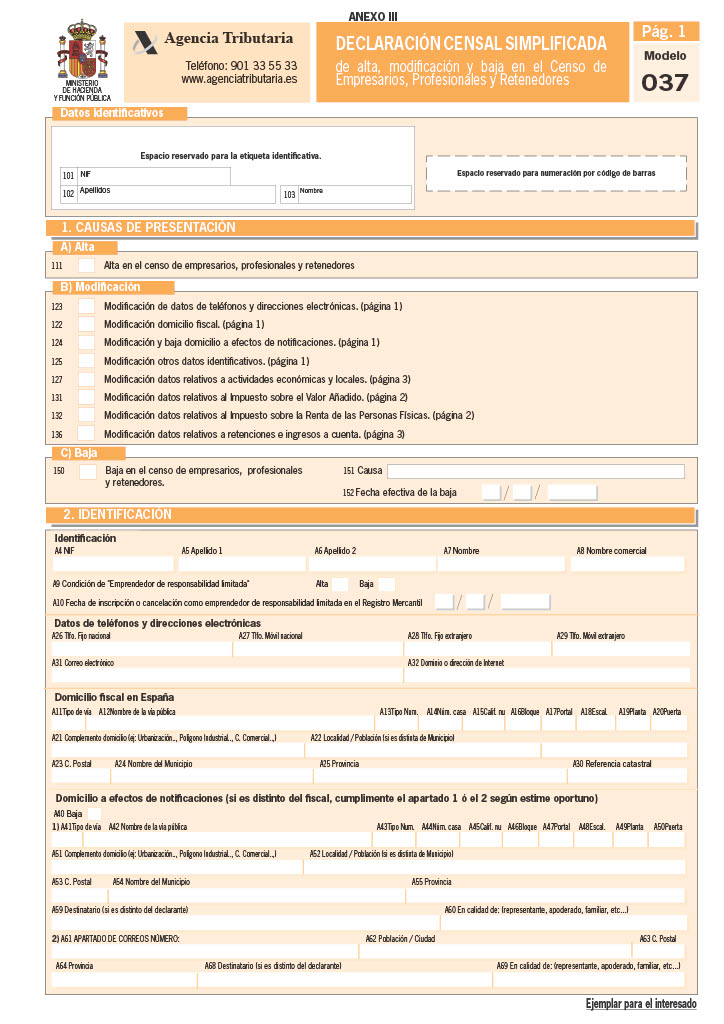 ANEXO III
MINISTERIO
DE HACIENDA
Y FUNCIÓN PÚBLICA
Agencia Tributaria
Teléfono: 901 33 55 33
www.agenciatributaria.es
DECLARACIÓN CENSAL SIMPLIFICADA
de alta, modificación y baja en el Censo de
Empresarios, Profesionales y Retenedores
Pág. 1
Modelo
037
Datos identificativos
Espacio reservado para la etiqueta identificativa.
101 NIF
102 Apellidos 103 Nombre
Espacio reservado para numeración por código de barras
1. CAUSAS DE PRESENTACIÓN
A) Alta
111 Alta en el censo de empresarios, profesionales y retenedores
B) Modificación
123 Modificación de datos de teléfonos y direcciones electrónicas. (página 1)
122 Modificación domicilio fiscal. (página 1)
124 Modificación y baja domicilio a efectos de notificaciones. (página 1)
125 Modificación otros datos identificativos. (página 1)
127 Modificación datos relativos a actividades económicas y locales. (página 3)
131 Modificación datos relativos al Impuesto sobre el Valor Añadido. (página 2)
132 Modificación datos relativos al Impuesto sobre la Renta de las Personas Físicas. (página 2)
136 Modificación datos relativos a retenciones e ingresos a cuenta. (página 3)
C) Baja
150 Baja en el censo de empresarios, profesionales
y retenedores.
151 Causa
152 Fecha efectiva de la baja / /
2. IDENTIFICACIÓN
Identificación
A4 NIF A5 Apellido 1 A6 Apellido 2 A7 Nombre A8 Nombre comercial
A9 Condición de "Emprendedor de responsabilidad limitada" Alta Baja
A10 Fecha de inscripción o cancelación como emprendedor de responsabilidad limitada en el Registro Mercantil / /
Datos de teléfonos y direcciones electrónicas
A26 Tlfo. Fijo nacional A27 Tlfo. Móvil nacional A28 Tlfo. Fijo extranjero A29 Tlfo. Móvil extranjero
A31 Correo electrónico A32 Dominio o dirección de Internet
Domicilio fiscal en España
A11Tipo de vía A12Nombre de la vía pública A13Tipo Num. A14Núm. casa A15Calif. nu A16Bloque A17Portal A18Escal. A19Planta A20Puerta
A21 Complemento domicilio (ej: Urbanización.., Polígono Industrial.., C. Comercial..,) A22 Localidad / Población (si es distinta de Municipio)
A23 C. Postal A24 Nombre del Municipio A25 Provincia A30 Referencia catastral
Domicilio a efectos de notificaciones (si es distinto del fiscal, cumplimente el apartado 1 ó el 2 según estime oportuno)
A40 Baja
1) A41Tipo de vía A42 Nombre de la vía pública A43Tipo Num. A44Núm. casa A45Calif. nu A46Bloque A47Portal A48Escal. A49Planta A50Puerta
A51 Complemento domicilio (ej: Urbanización.., Polígono Industrial.., C. Comercial..,) A52 Localidad / Población (si es distinta de Municipio)
A53 C. Postal A54 Nombre del Municipio A55 Provincia
A59 Destinatario (si es distinto del declarante) A60 En calidad de: (representante, apoderado, familiar, etc...)
2) A61 APARTADO DE CORREOS NÚMERO: A62 Población / Ciudad A63 C. Postal
A64 Provincia A68 Destinatario (si es distinto del declarante) A69 En calidad de: (representante, apoderado, familiar, etc...)
Ejemplar para el interesado